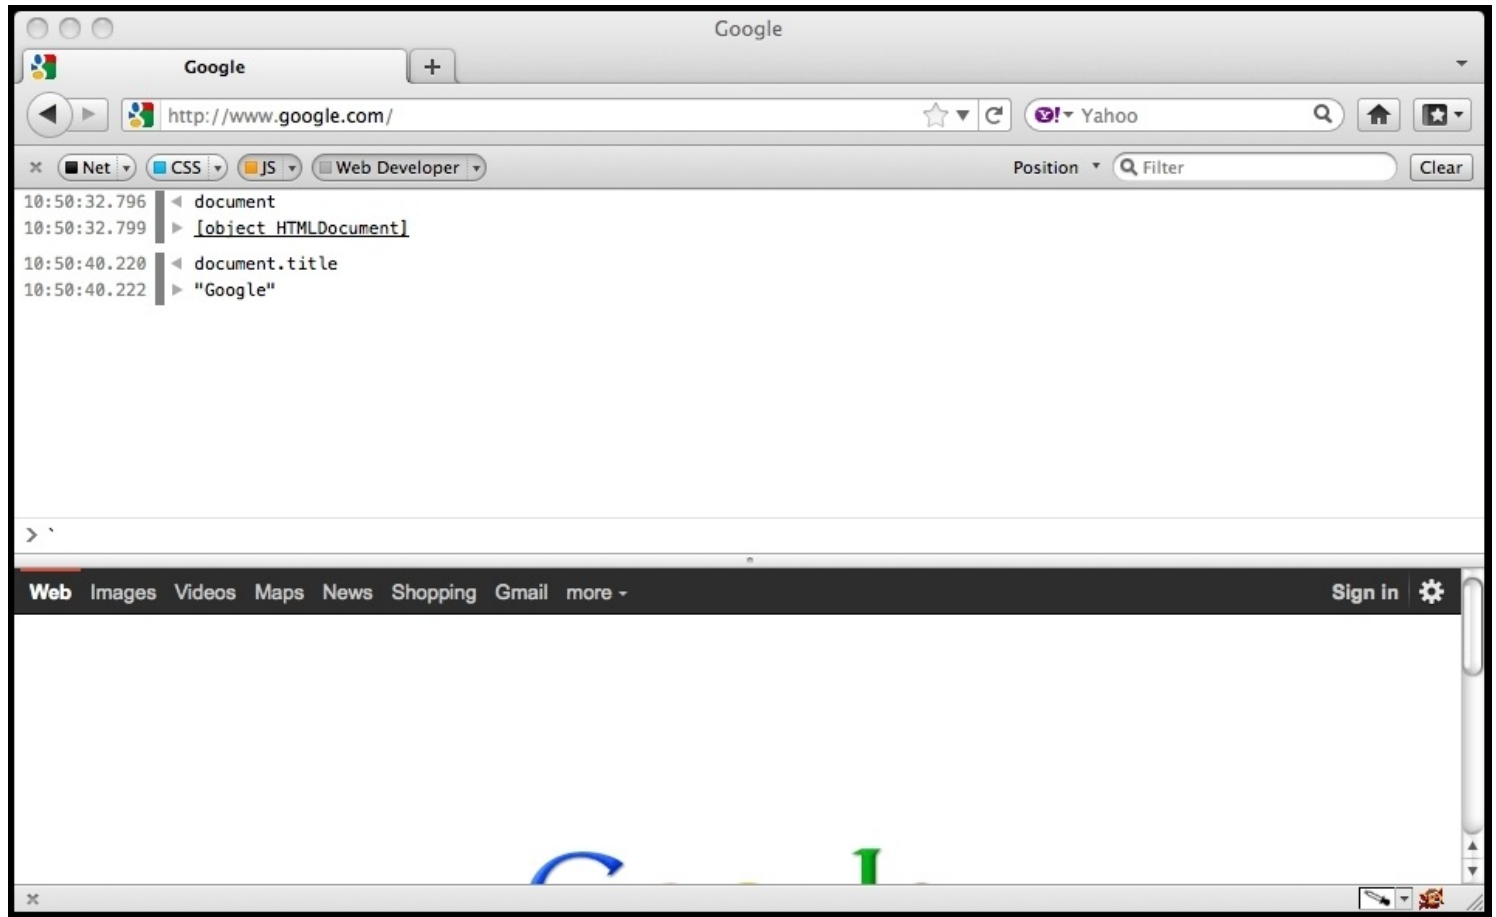 Google
Google
http://www.google.com/
Yahoo
Net CSS JS Web Developer Position Filter Clear
10:50:32.796 document
10:50:32.799 [object HTMLDocument]
10:50:40.220 document.title
10:50:40.222 "Google"
> `
Web Images Videos Maps News Shopping Gmail more Sign in